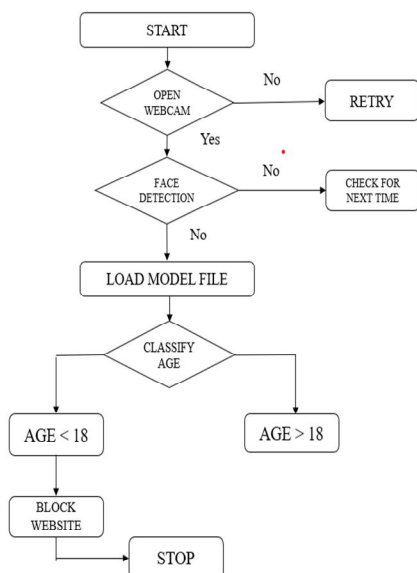 START
No
OPEN
WEBCAM
RETRY
Yes
No
FACE
DETECTION
CHECK FOR
NEXT TIME
No
LOAD MODEL FILE
CLASSIFY
AGE
AGE < 18
AGE > 18
BLOCK
WEBSITE
STOP